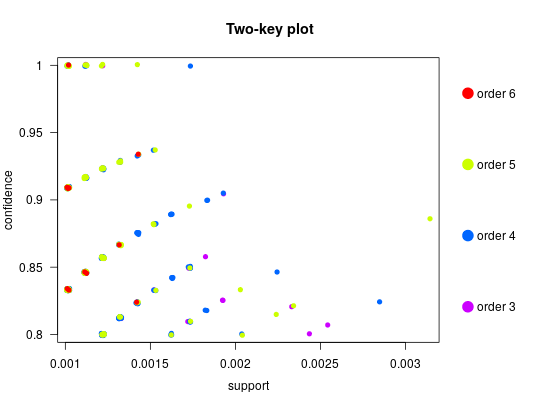 Two-key plot
1
0.95
0.9
0.85
0.8
confidence
0.001
0.0015
0.002
0.0025
0.003
support
order 6
order 5
order 4
order 3